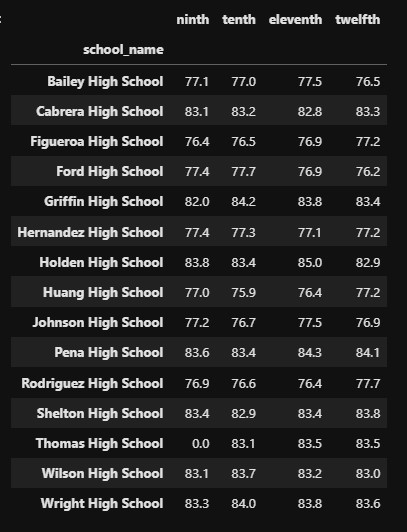 ninth tenth eleventh twelfth
school_name
Bailey High School 77.1 77.0 77.5 76.5
Cabrera High School 83.1 83.2 82.8 83.3
Figueroa High School 76.4 76.5 76.9 77.2
Ford High School 77.4 77.7 76.9 76.2
Griffin High School 82.0 84.2 83.8 83.4
Hernandez High School 77.4 77.3 77.1 77.2
Holden High School 83.8 83.4 85.0 82.9
Huang High School 77.0 75.9 76.4 77.2
Johnson High School 77.2 76.7 77.5 76.9
Pena High School 83.6 83.4 84.3 84.1
Rodriguez High School 76.9 76.6 76.4 77.7
Shelton High School 83.4 82.9 83.4 83.8
Thomas High School 0.0 83.1 83.5 83.5
Wilson High School 83.1 83.7 83.2 83.0
Wright High School 83.3 84.0 83.8 83.6